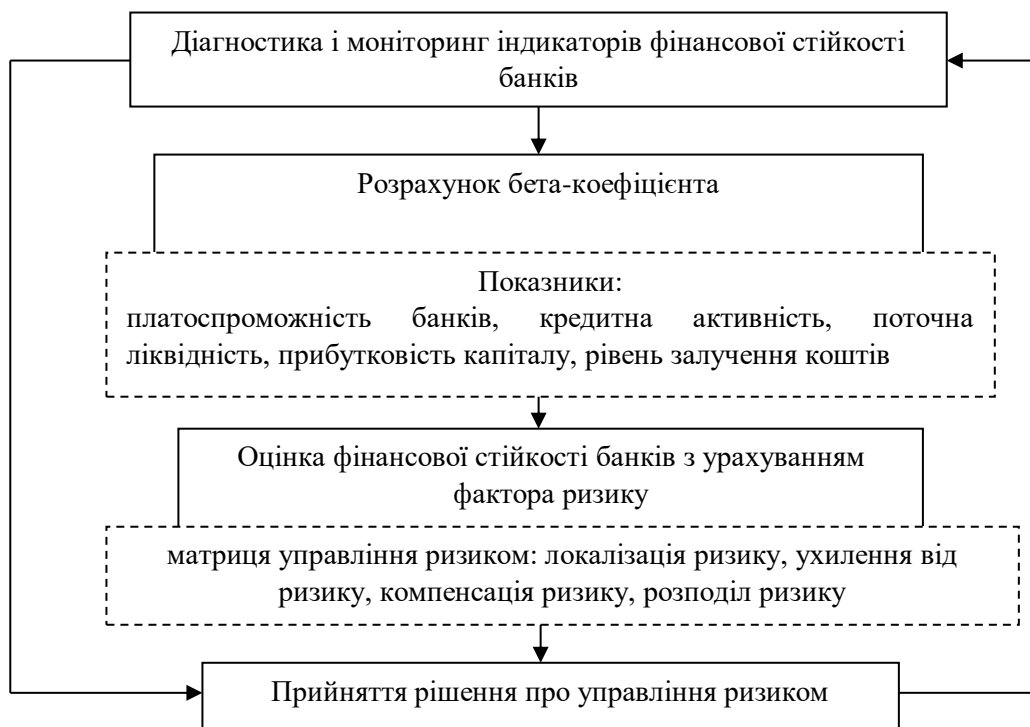 Діагностика і моніторинг індикаторів фінансової стійкості
банків
Розрахунок бета-коефіцієнта
Показники:
платоспроможність банків, кредитна активність, поточна
ліквідність, прибутковість капіталу, рівень залучення коштів
Оцінка фінансової стійкості банків з урахуванням
фактора ризику
матриця управління ризиком: локалізація ризику, ухилення від
ризику, компенсація ризику, розподіл ризику
Прийняття рішення про управління ризиком